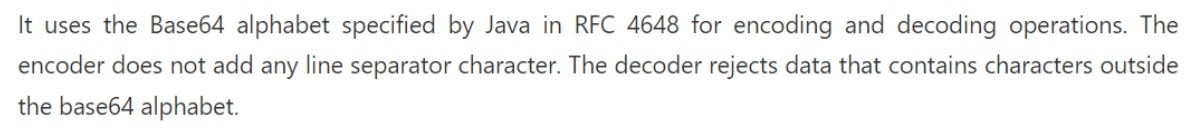 It uses the Base64 alphabet specified by Java in RFC 4648 for encoding and decoding operations. The
encoder does not add any line separator character. The decoder rejects data that contains characters outside
the base64 alphabet.